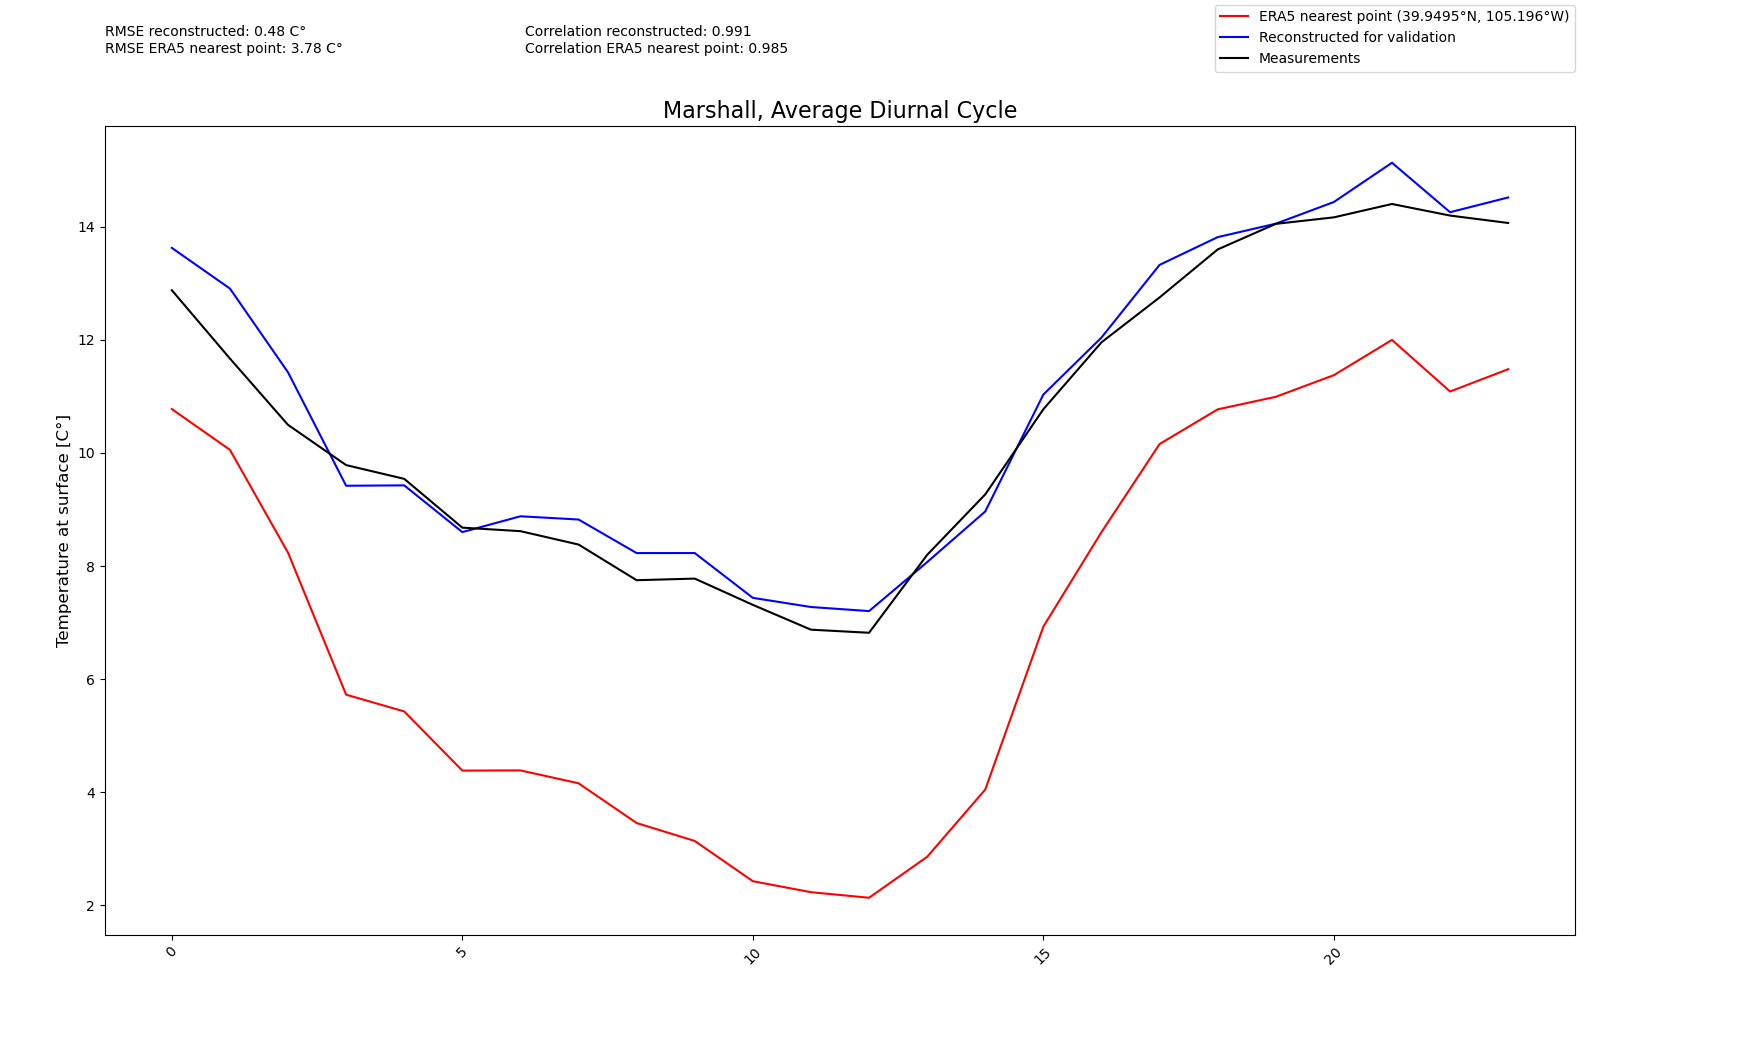 RMSE reconstructed: 0.48 C°
RMSE ERA5 nearest point: 3.78 C°
Correlation reconstructed: 0.991
Correlation ERA5 nearest point: 0.985
ERA5 nearest point (39.9495°N, 105.196°W)
Reconstructed for validation
Measurements
Marshall, Average Diurnal Cycle
Temperature at surface [C°]
14
12
10
8
6
4
2
0
5
10
15
20